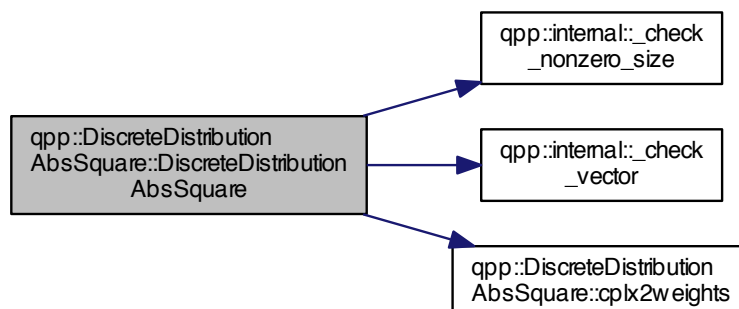 qpp::internal::_check
_nonzero_size
qpp::DiscreteDistribution
AbsSquare::DiscreteDistribution
AbsSquare
qpp::internal::_check
_vector
qpp::DiscreteDistribution
AbsSquare::cplx2weights